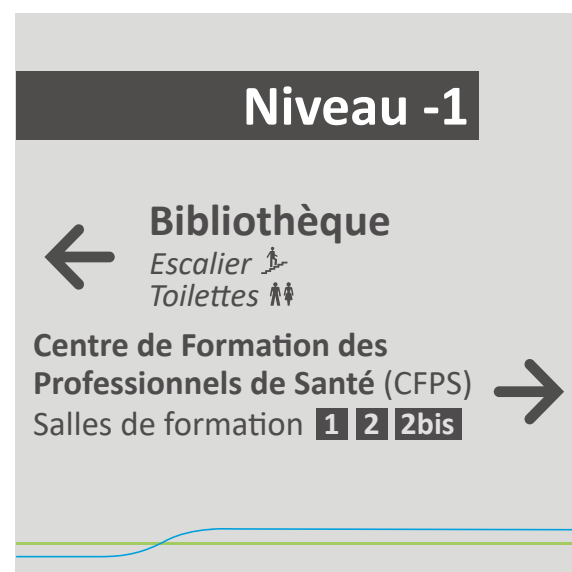 Niveau -1
Bibliothèque
Escalier
Toilettes
Centre de Formation des
Professionnels de Santé (CFPS)
Salles de formation 1 2 2bis